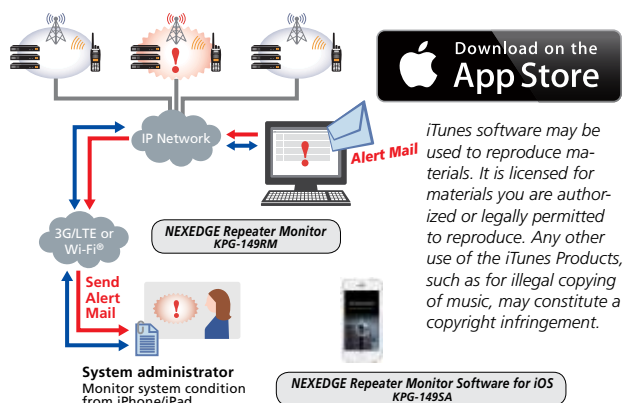 Download on the
App Store
IP Network
Alert Mail
iTunes software may be
used to reproduce ma-
terials. It is licensed for
materials you are author-
ized or legally permitted
to reproduce. Any other
use of the iTunes Products,
such as for illegal copying
of music, may constitute a
copyright infringement.
3G/LTE or
Wi-Fi®
NEXEDGE Repeater Monitor
KPG-149RM
Send
Alert
Mail
System administrator
Monitor system condition
from iPhone/iPad
NEXEDGE Repeater Monitor Software for iOS
KPG-149SA